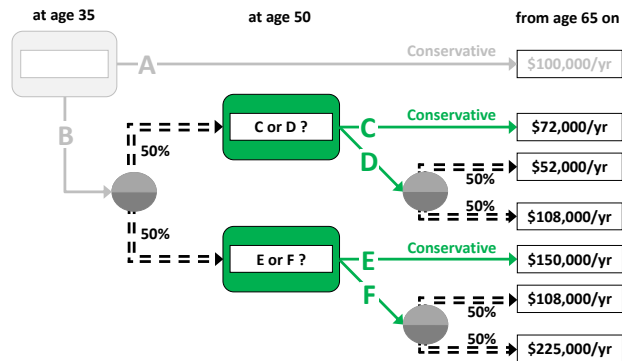 at age 35
at age 50
from age 65 on
A
Conservative
$100,000/yr
B
50%
C or D ?
C
Conservative
$72,000/yr
D
50%
$52,000/yr
50%
$108,000/yr
50%
E or F ?
E
Conservative
$150,000/yr
F
50%
$108,000/yr
50%
$225,000/yr